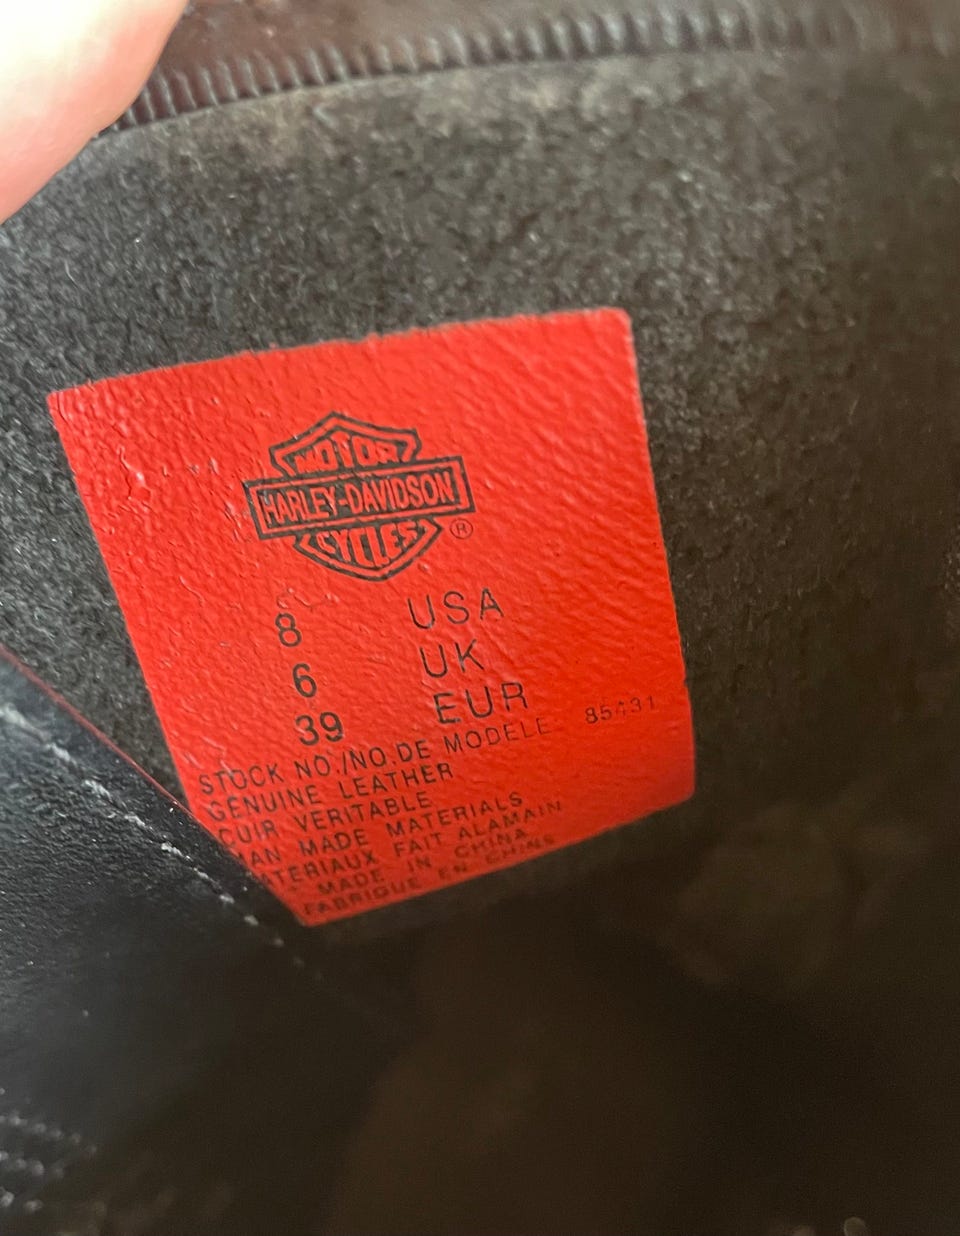 MOTOR
HARLEY-DAVIDSON
CYCLES ®
8 USA
6 UK
39 EUR
STOCK NO./NO.DE MODELE 85431
GENUINE LEATHER
CUIR VERITABLE
MAN MADE MATERIALS
MATERIAUX FAIT ALAMAIN
MADE IN CHINA
FABRIQUE EN CHINE